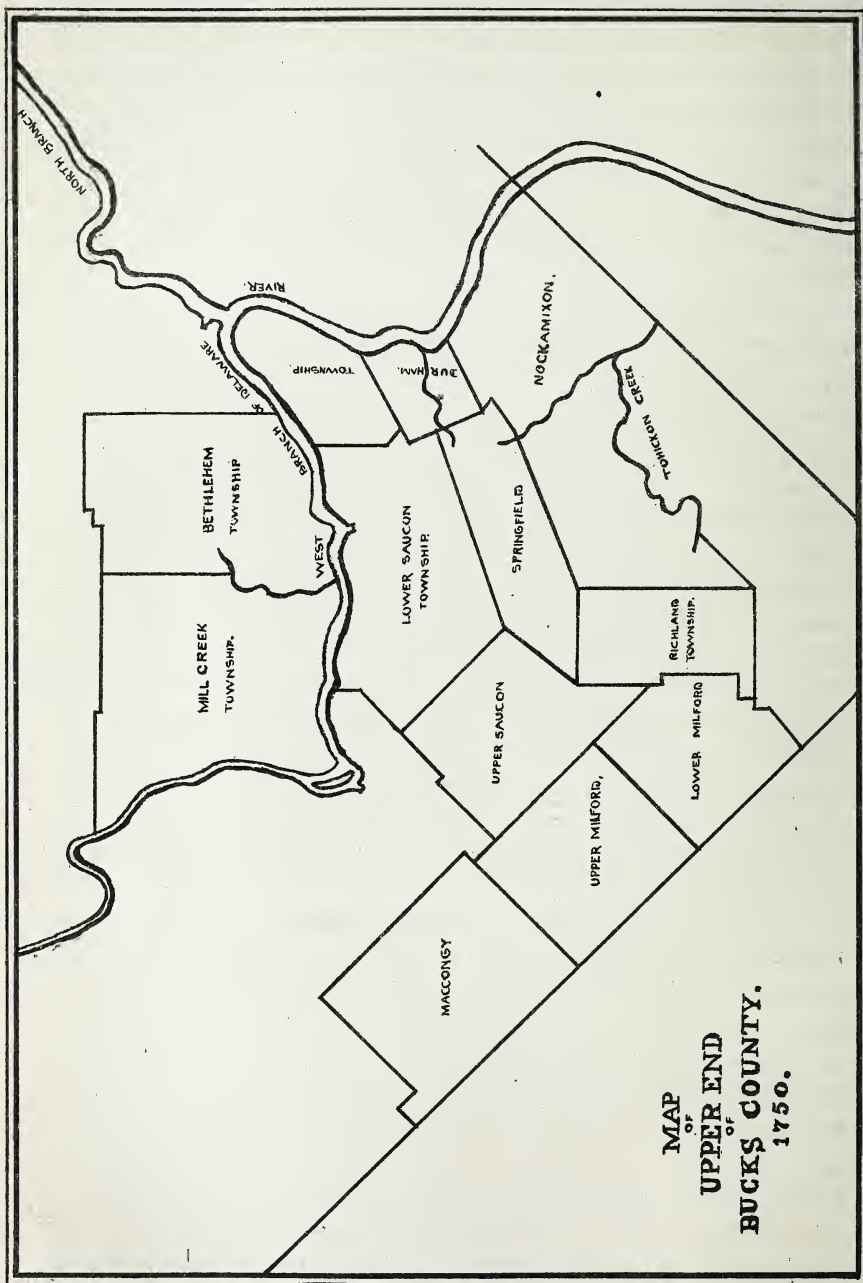 MAP
OF
UPPER END
OF
BUCKS COUNTY.
1750.
NORTH BRANCH
RIVER.
WEST BRANCH OF DELAWARE
BETHLEHEM
TOWNSHIP
MILL CREEK
TOWNSHIP.
TOWNSHIP
DURHAM.
NOCKAMIXON.
TOHICKON CREEK
LOWER SAUCON
TOWNSHIP.
SPRINGFIELD
RICHLAND
TOWNSHIP.
UPPER SAUCON
LOWER MILFORD
UPPER MILFORD,
MACCONGY